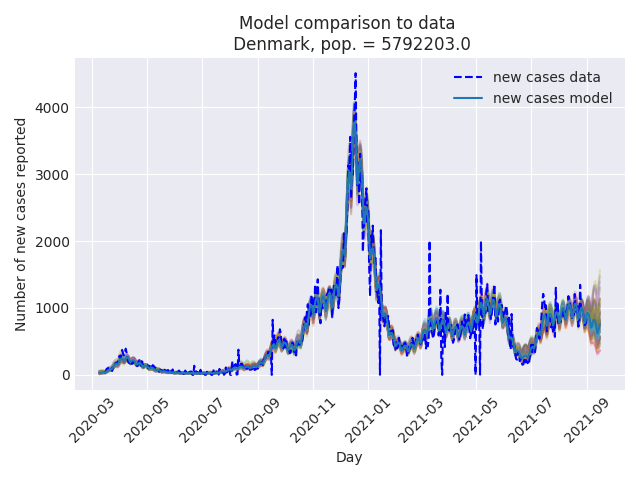 Model comparison to data
Denmark, pop. = 5792203.0
new cases data
new cases model
Number of new cases reported
4000
3000
2000
1000
0
2020-03
2020-05
2020-07
2020-09
2020-11
2021-01
2021-03
2021-05
2021-07
2021-09
Day